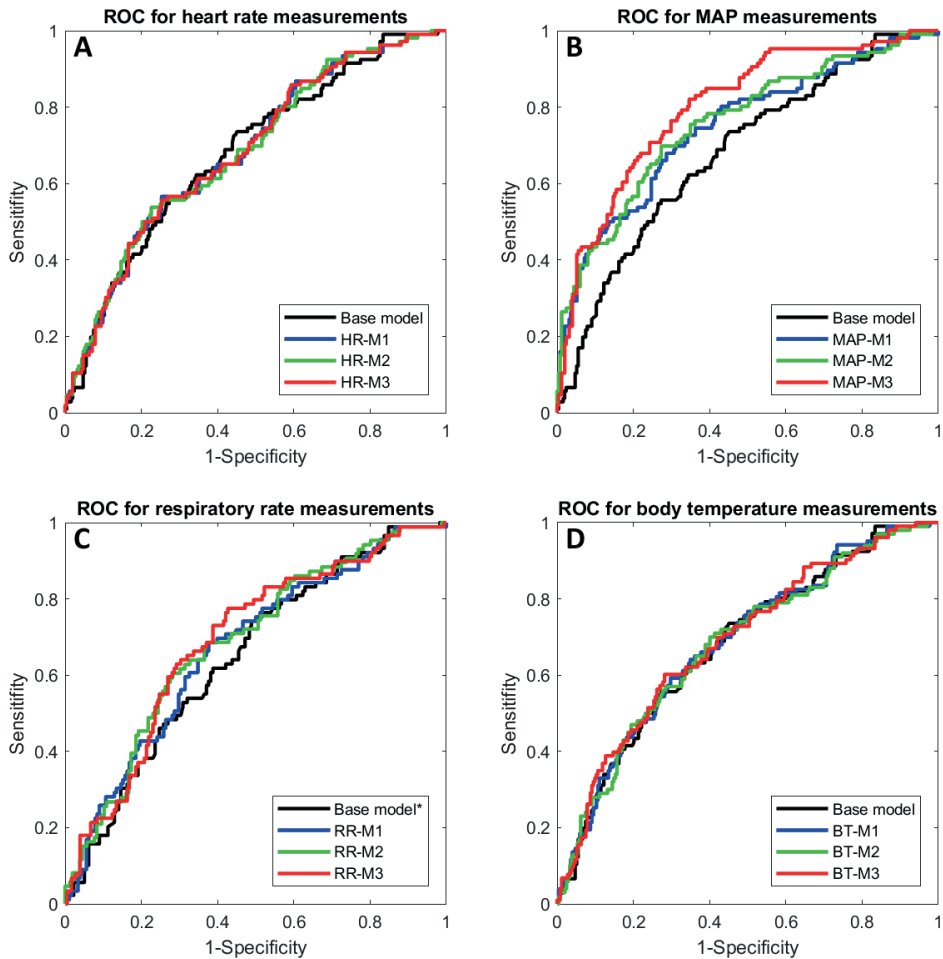 ROC for heart rate measurements
A
1
0.8
0.6
0.4
0.2
0
Sensitifity
Base model
HR-M1
HR-M2
HR-M3
0 0.2 0.4 0.6 0.8 1
1-Specificity
ROC for MAP measurements
B
1
0.8
0.6
0.4
0.2
0
Sensitifity
Base model
MAP-M1
MAP-M2
MAP-M3
0 0.2 0.4 0.6 0.8 1
1-Specificity
ROC for respiratory rate measurements
C
1
0.8
0.6
0.4
0.2
0
Sensitifity
Base model*
RR-M1
RR-M2
RR-M3
0 0.2 0.4 0.6 0.8 1
1-Specificity
ROC for body temperature measurements
D
1
0.8
0.6
0.4
0.2
0
Sensitifity
Base model
BT-M1
BT-M2
BT-M3
0 0.2 0.4 0.6 0.8 1
1-Specificity